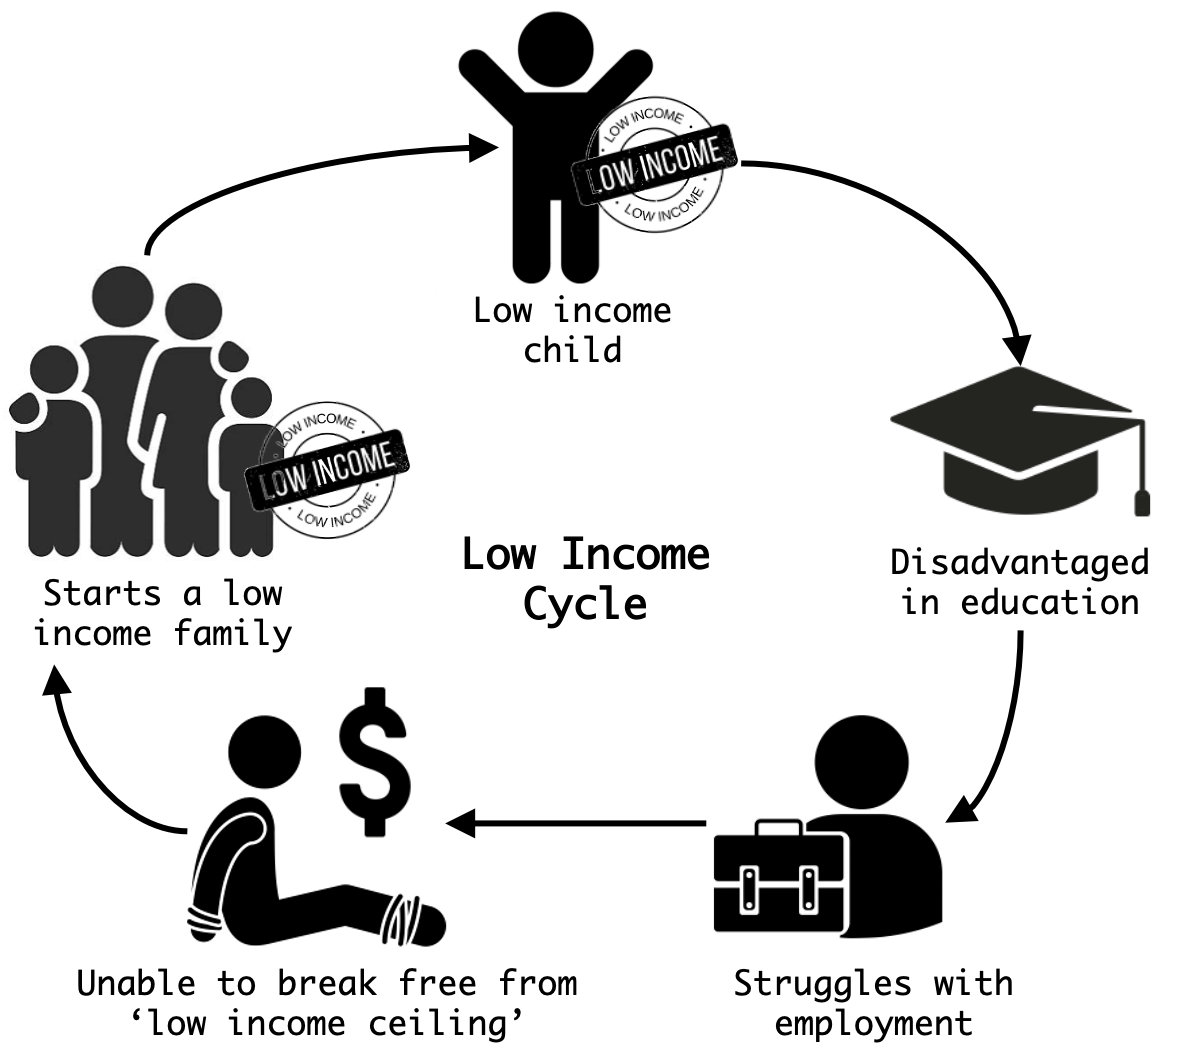 LOW INCOME
LOW INCOME
LOW INCOME
Low income
child
Disadvantaged
in education
Struggles with
employment
Unable to break free from
‘low income ceiling’
LOW INCOME
LOW INCOME
LOW INCOME
Starts a low
income family
Low Income
Cycle
$